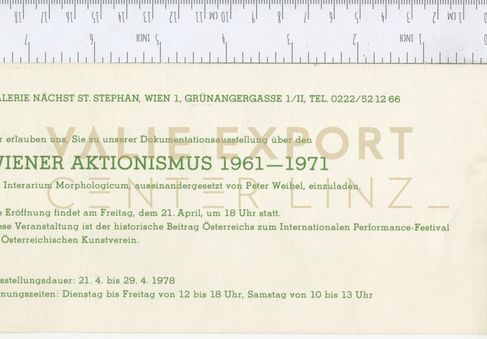 ALERIE NÄCHST ST. STEPHAN, WIEN 1, GRÜNANGERGASSE 1/II, TEL. 0222/52 12 66
r erlauben uns, Sie zu unserer Dokumentationsausstellung über den
WIENER AKTIONISMUS 1961—1971
Interarium Morphologicum, auseinandergesetzt von Peter Weibel, einzuladen.
e Eröffnung findet am Freitag, dem 21. April, um 18 Uhr statt.
ese Veranstaltung ist der historische Beitrag Österreichs zum Internationalen Performance-Festival
Österreichischen Kunstverein.
sstellungsdauer: 21. 4. bis 29. 4. 1978
nungszeiten: Dienstag bis Freitag von 12 bis 18 Uhr, Samstag von 10 bis 13 Uhr
VALIE EXPORT
CENTER LINZ_